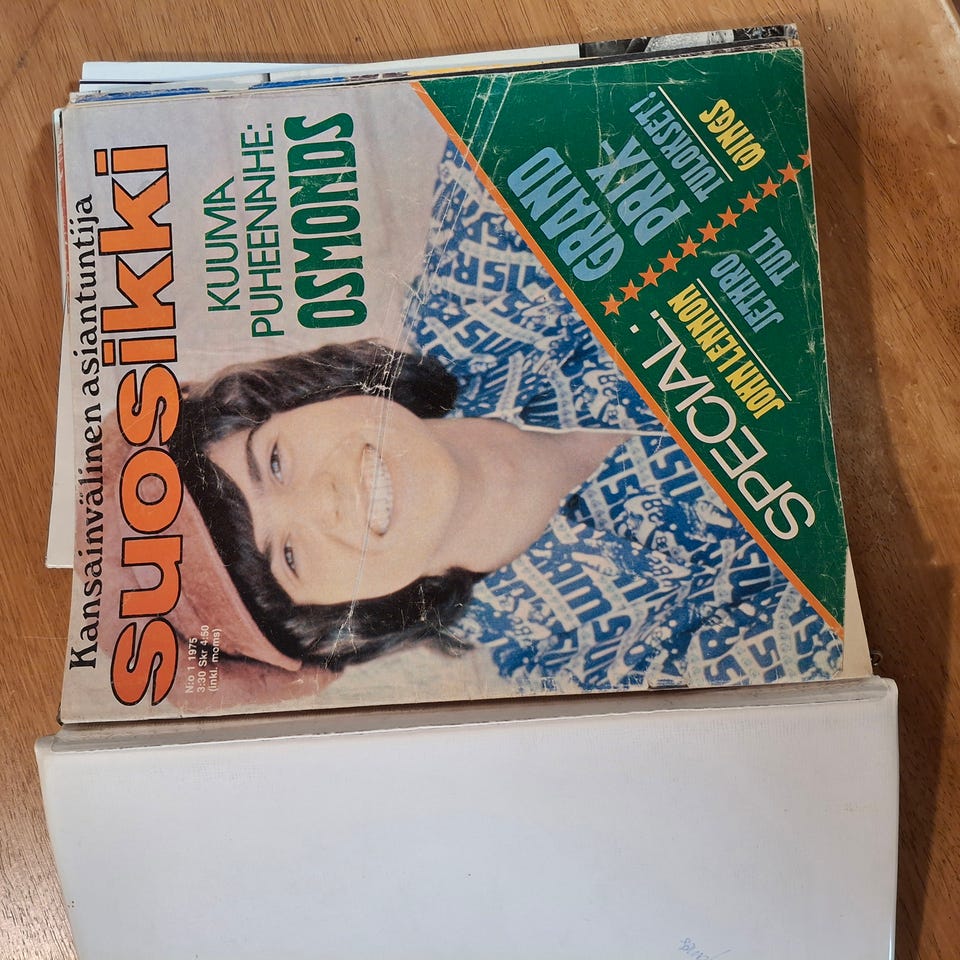 Kansainvälinen asiantuntija
suosikki
N:o 1 1975
3:30 Skr 4:50
(inkl. moms)
KUUMA
PUHEENAIHE:
OSMONDS
GRAND
PRIX-
TULOKSET!
SPECIAL:
JOHN LENNON
JETHRO
TULL
WINGS